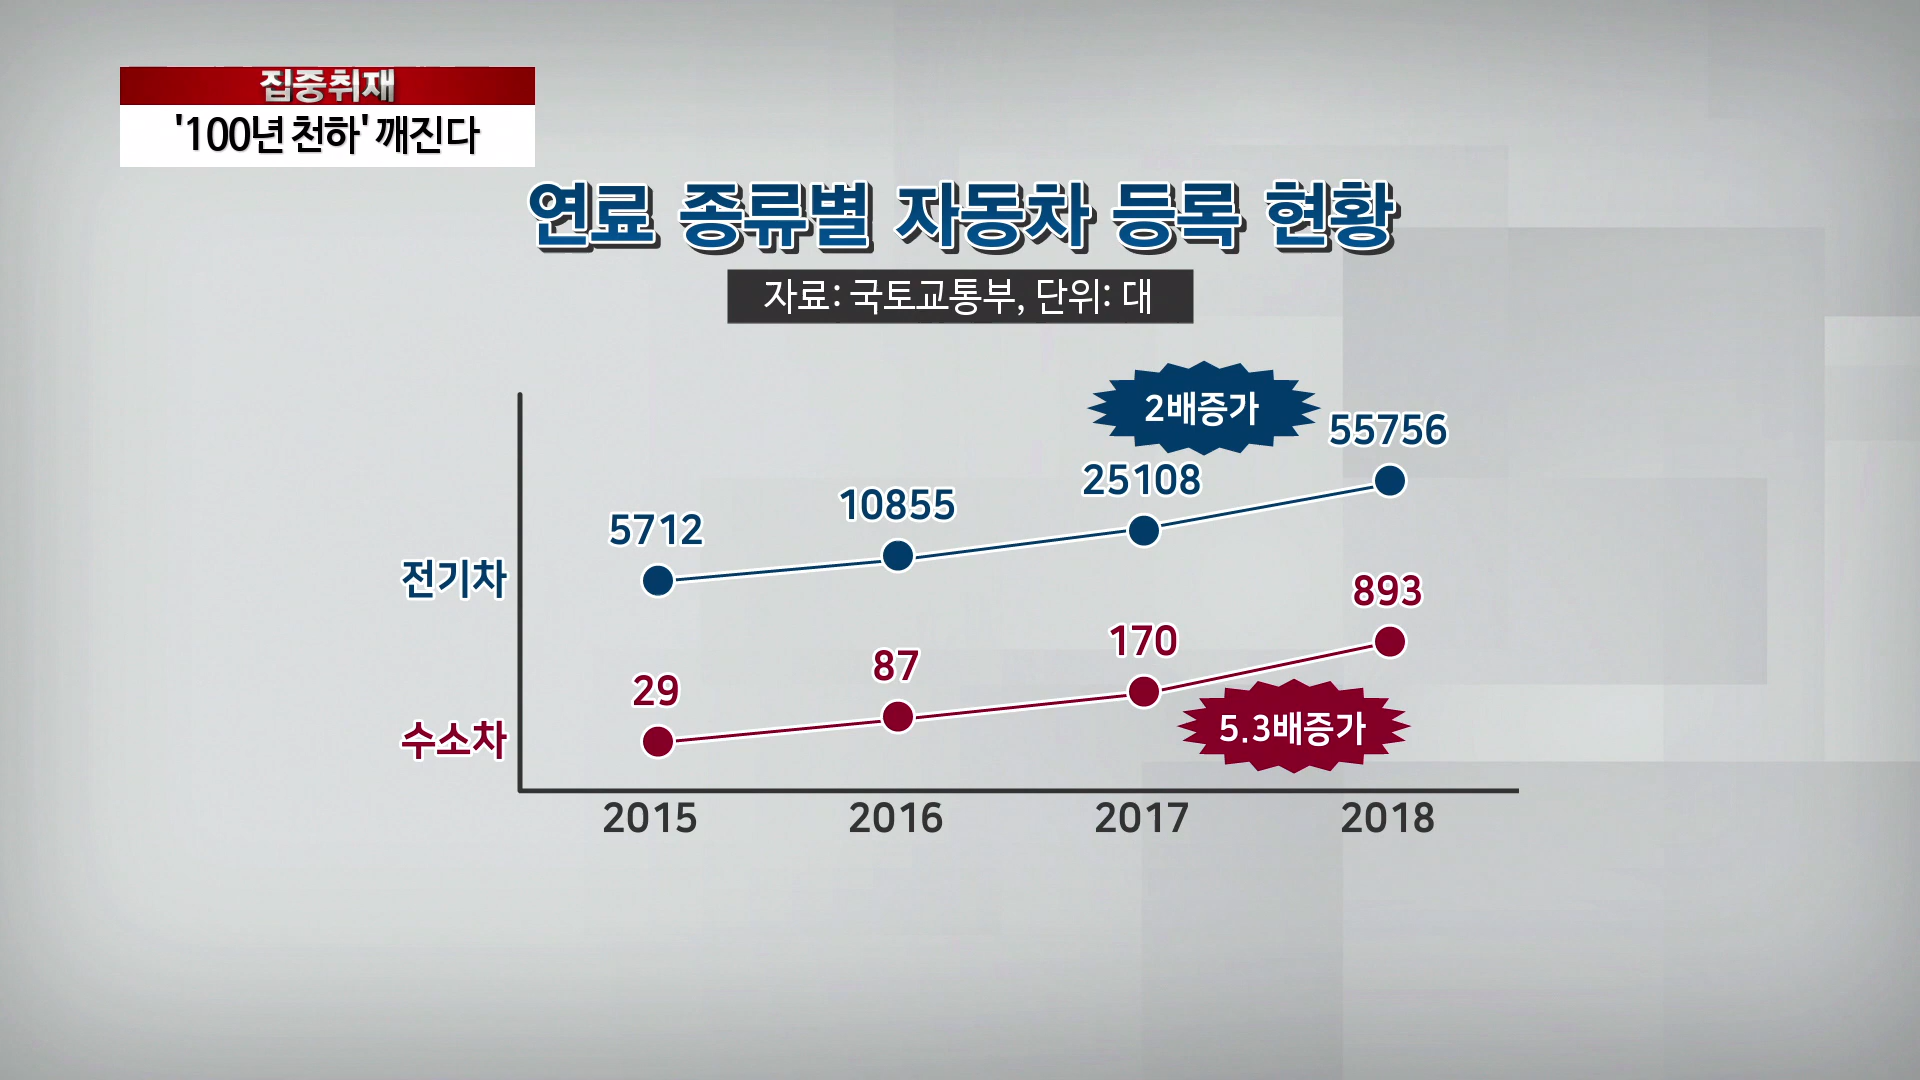 집중취재
'100년 천하' 깨진다
연료 종류별 자동차 등록 현황
자료: 국토교통부, 단위: 대
2배증가
55756
25108
10855
5712
전기차
893
170
87
29
수소차
5.3배증가
2015 2016 2017 2018